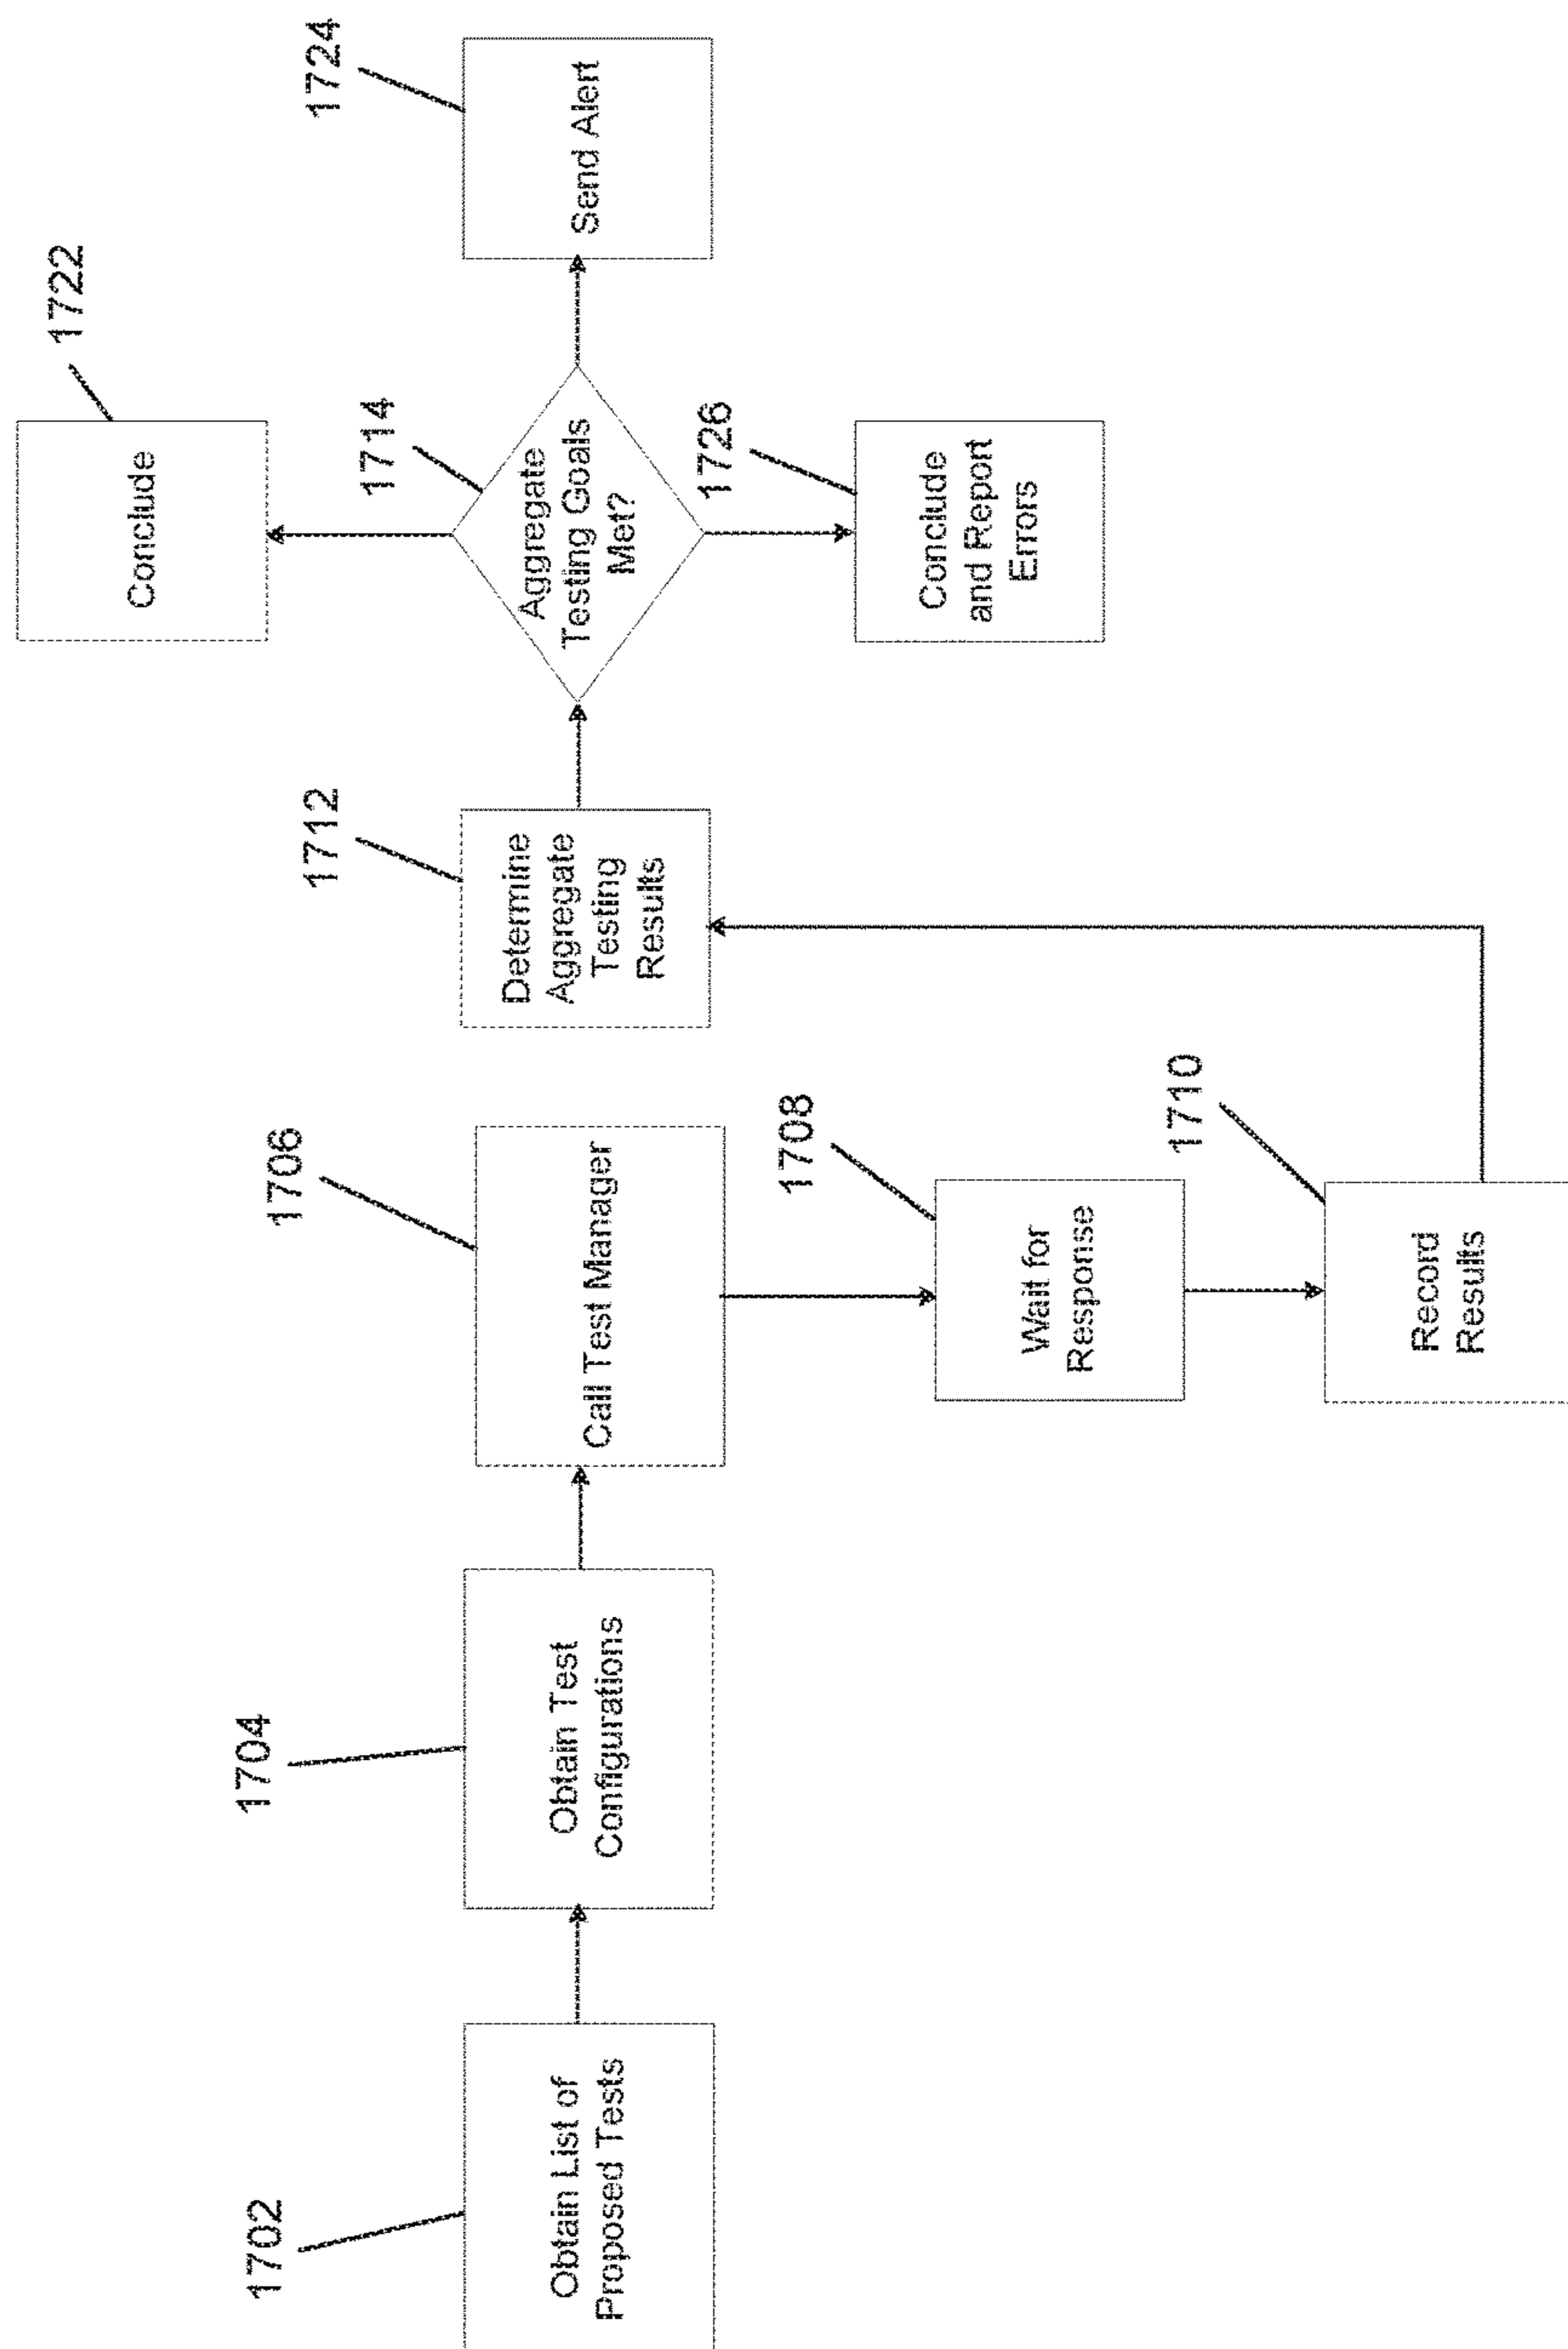 1702
Obtain List of
Proposed Tests
1704
Obtain Test
Configurations
1706
Call Test Manager
1708
Wait for
Response
1710
Record
Results
1712
Determine
Aggregate
Testing
Results
1714
Aggregate
Testing Goals
Met?
1722
Conclude
1724
Send Alert
1726
Conclude
and Report
Errors